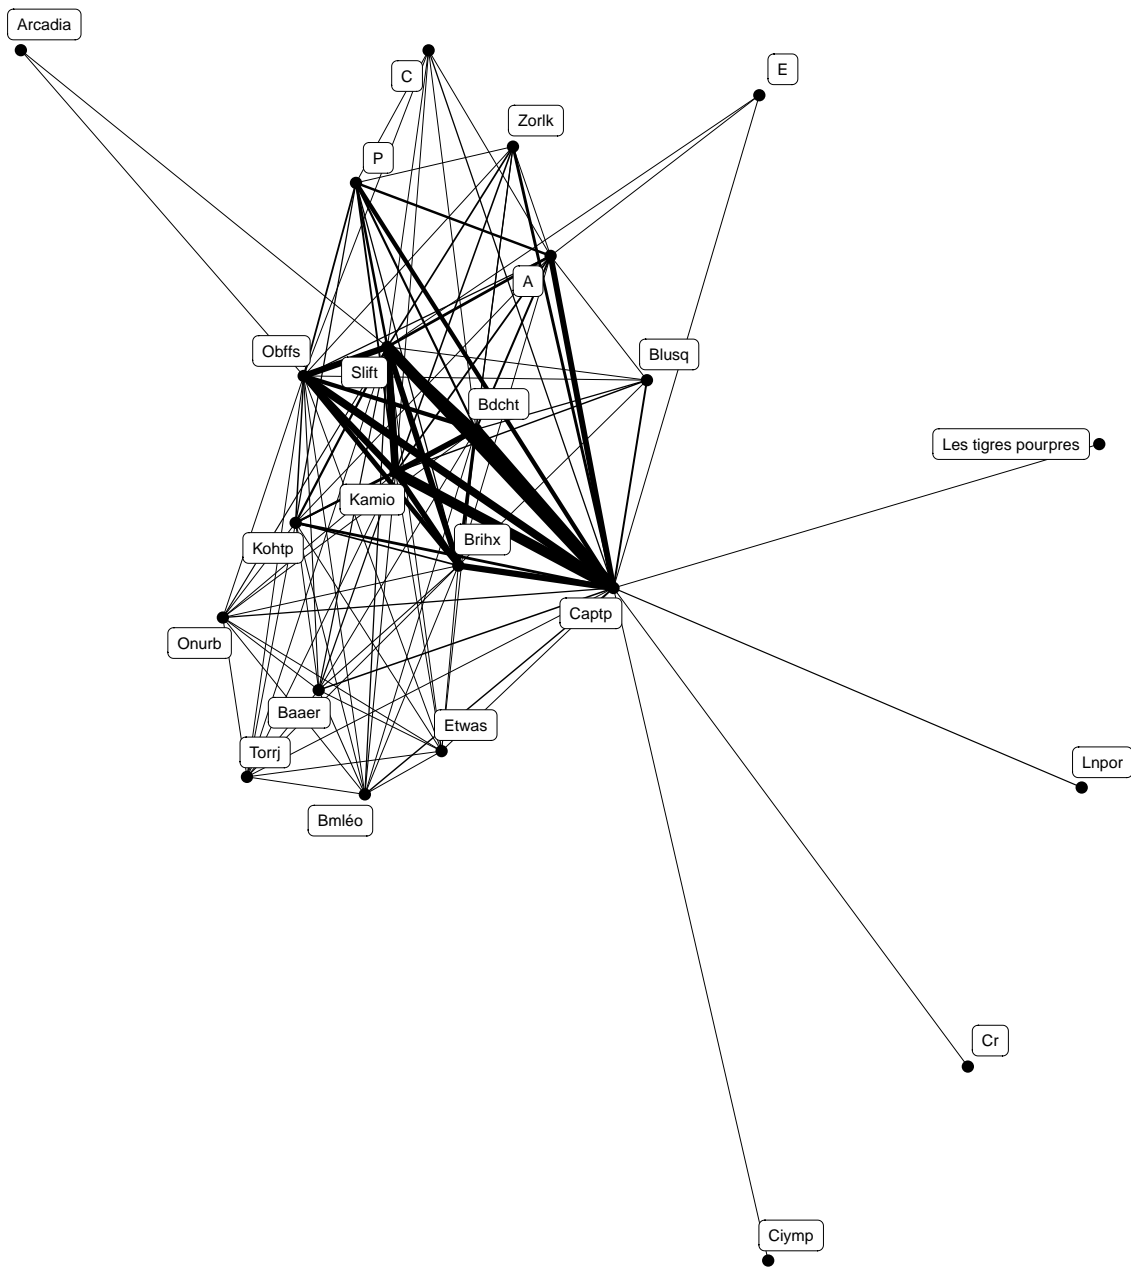 Arcadia
C
E
Zorlk
P
A
Obffs
Slift
Blusq
Bdcht
Les tigres pourpres
Kamio
Kohtp
Brihx
Captp
Onurb
Baaer
Etwas
Torrj
Lnpor
Bmléo
Cr
Ciymp